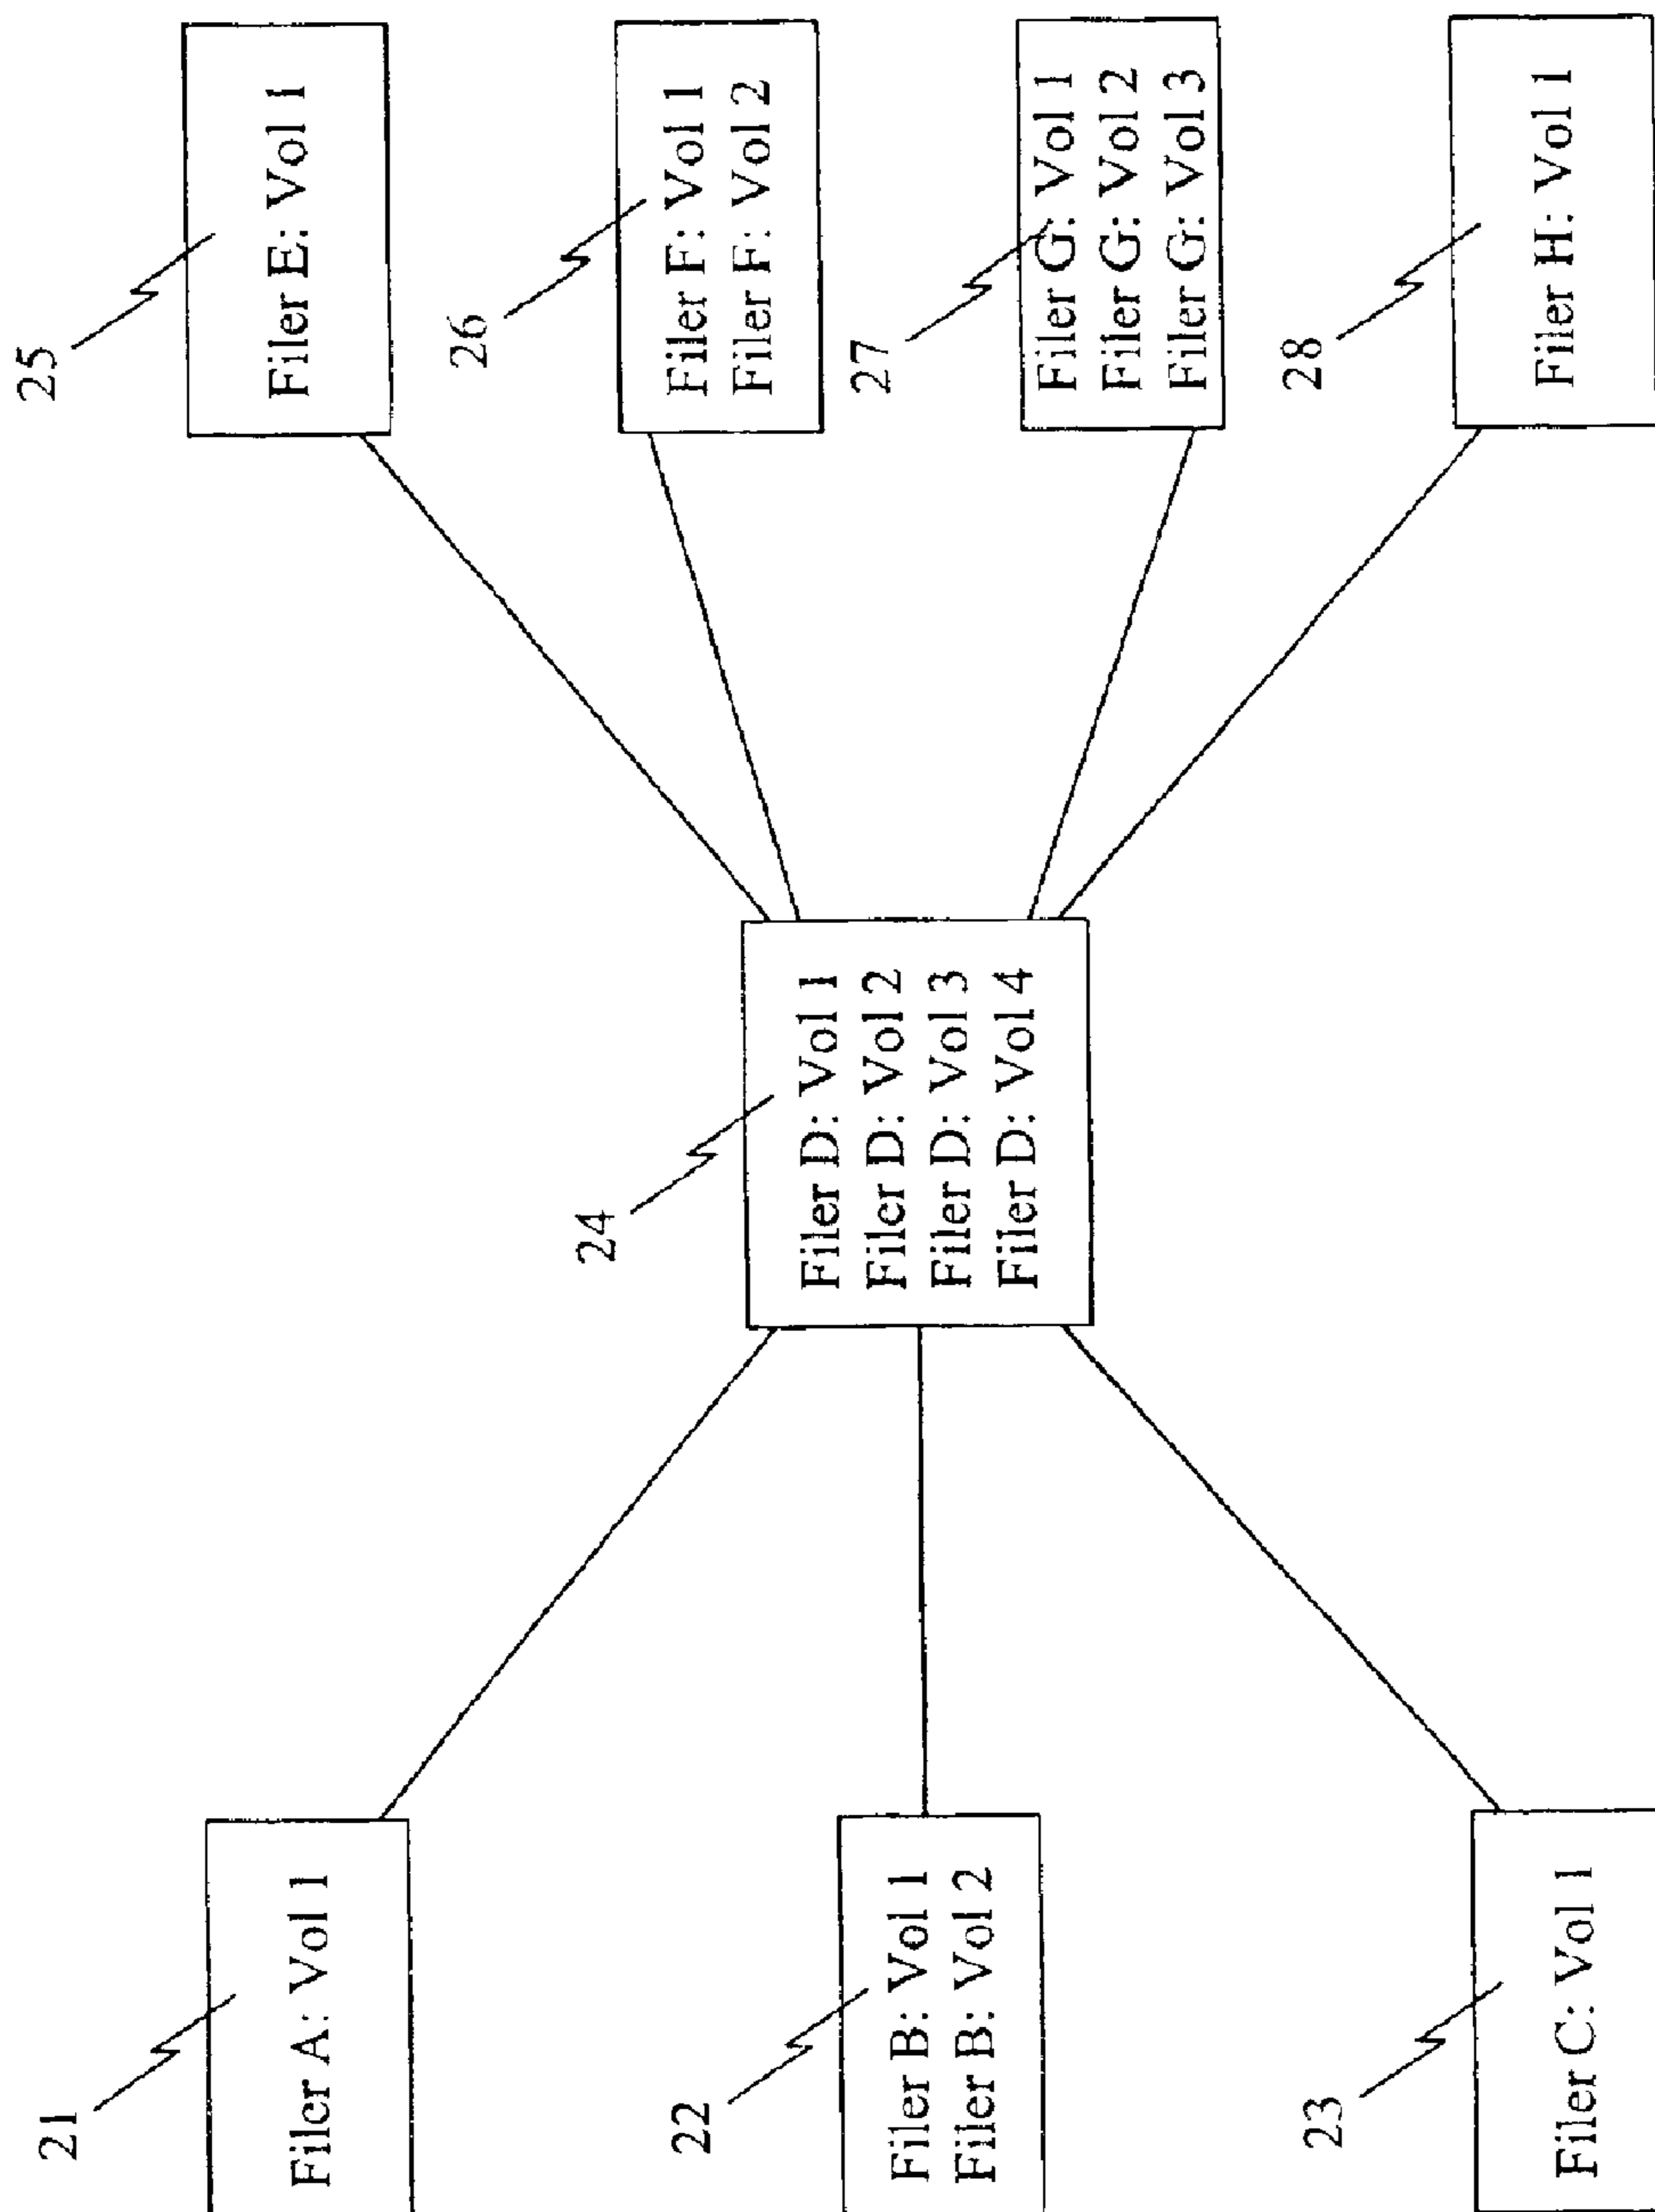 21
Filer A: Vol 1
22
Filer B: Vol 1
Filer B: Vol 2
23
Filer C: Vol 1
24
Filer D: Vol 1
Filer D: Vol 2
Filer D: Vol 3
Filer D: Vol 4
25
Filer E: Vol 1
26
Filer F: Vol 1
Filer F: Vol 2
27
Filer G: Vol 1
Filer G: Vol 2
Filer G: Vol 3
28
Filer H: Vol 1